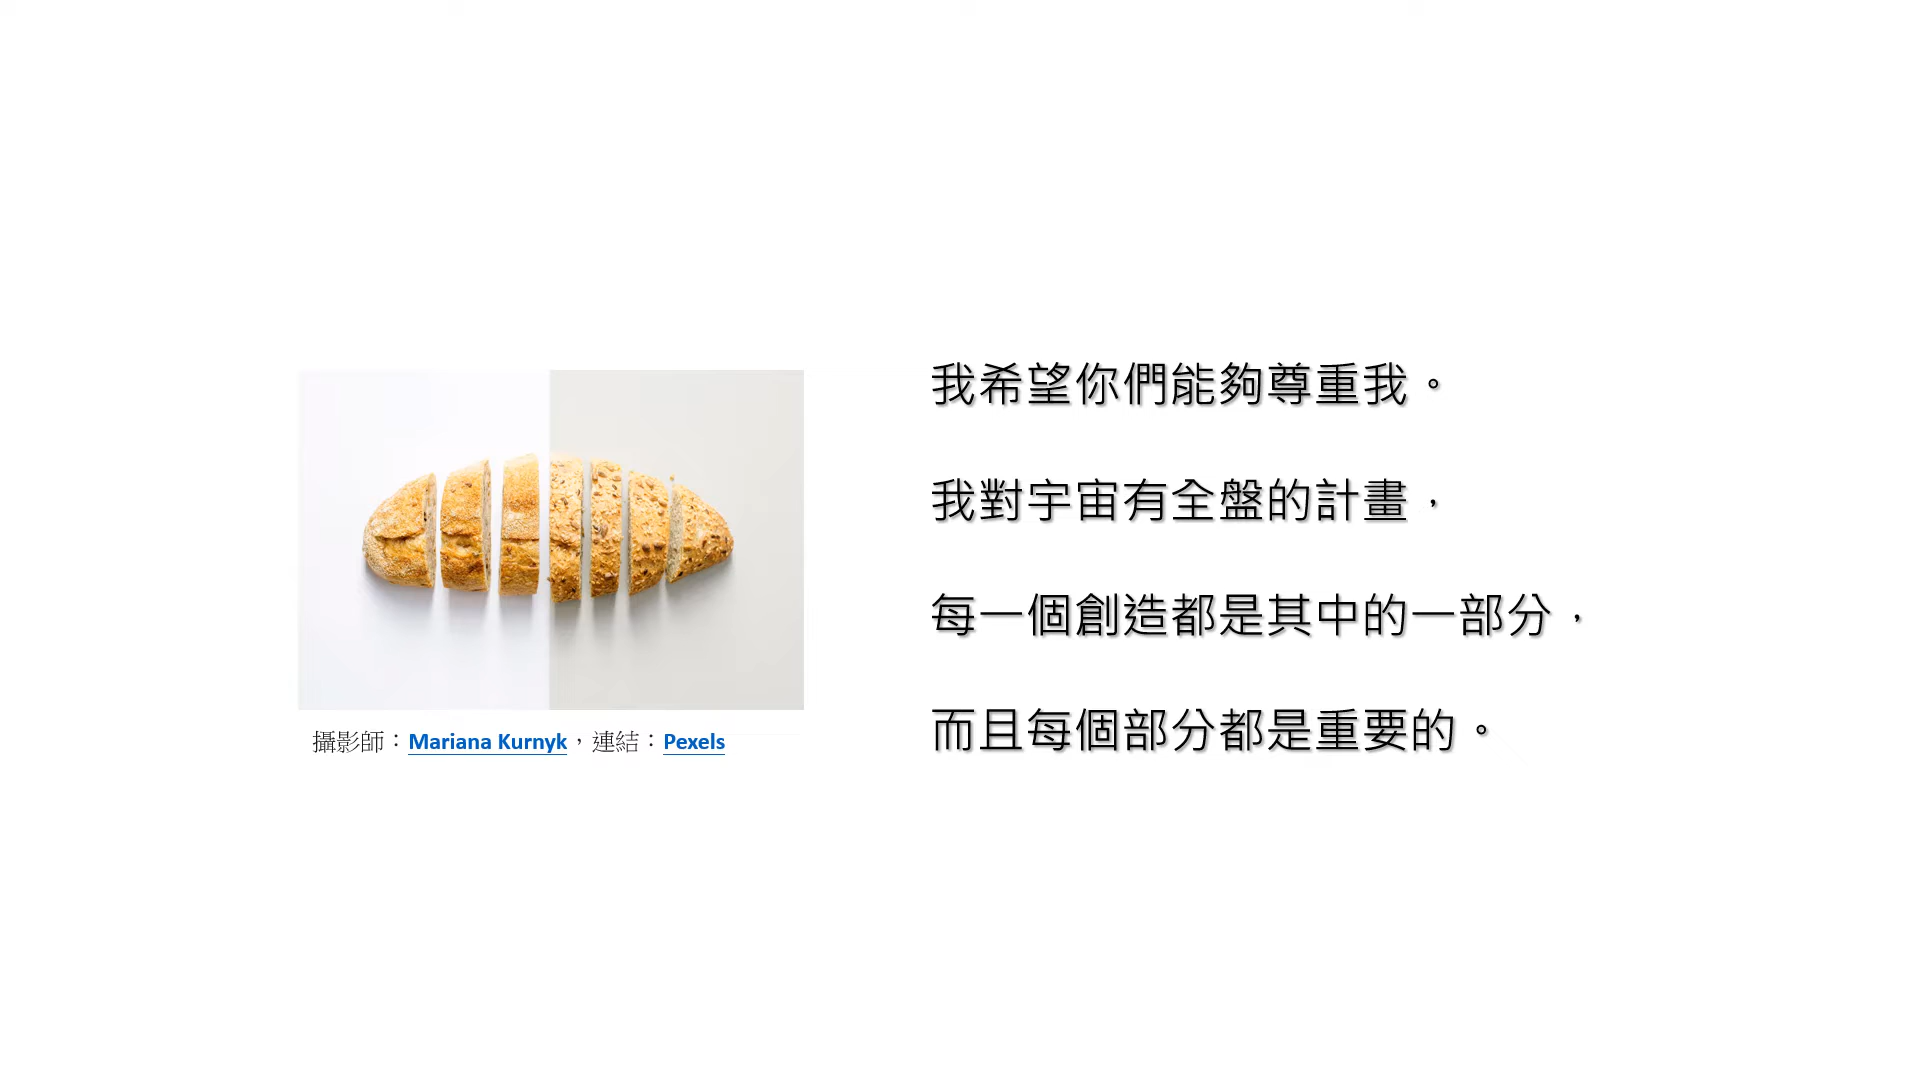 我希望你們能夠尊重我。
我對宇宙有全盤的計畫，
每一個創造都是其中的一部分，
而且每個部分都是重要的。
攝影師：Mariana Kurnyk，連結：Pexels